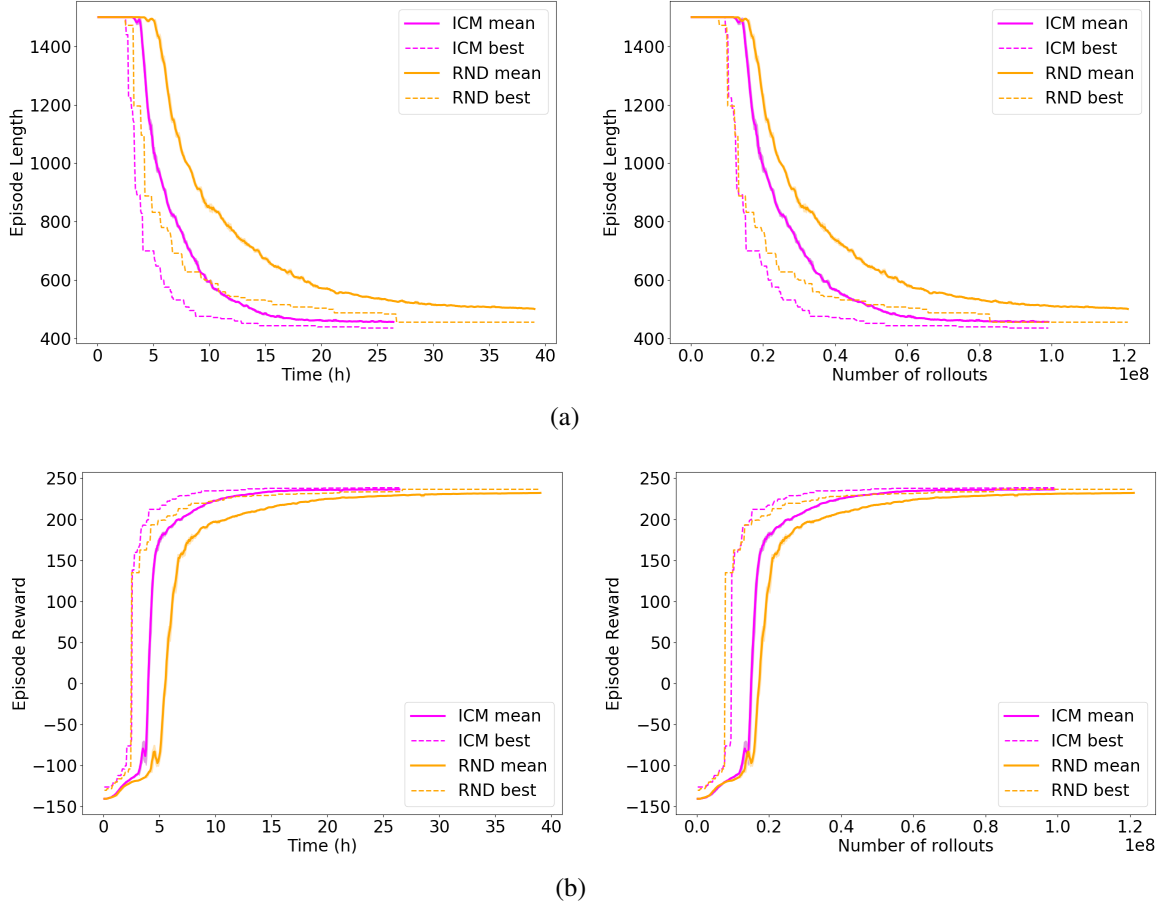 1400
1200
1000
800
600
400
Episode Length
0 5 10 15 20 25 30 35 40
Time (h)
ICM mean
ICM best
RND mean
RND best
1400
1200
1000
800
600
400
Episode Length
0.0 0.2 0.4 0.6 0.8 1.0 1.2
1e8
Number of rollouts
ICM mean
ICM best
RND mean
RND best
(a)
250
200
150
100
50
0
−50
−100
−150
Episode Reward
0 5 10 15 20 25 30 35 40
Time (h)
ICM mean
ICM best
RND mean
RND best
250
200
150
100
50
0
−50
−100
−150
Episode Reward
0.0 0.2 0.4 0.6 0.8 1.0 1.2
1e8
Number of rollouts
ICM mean
ICM best
RND mean
RND best
(b)